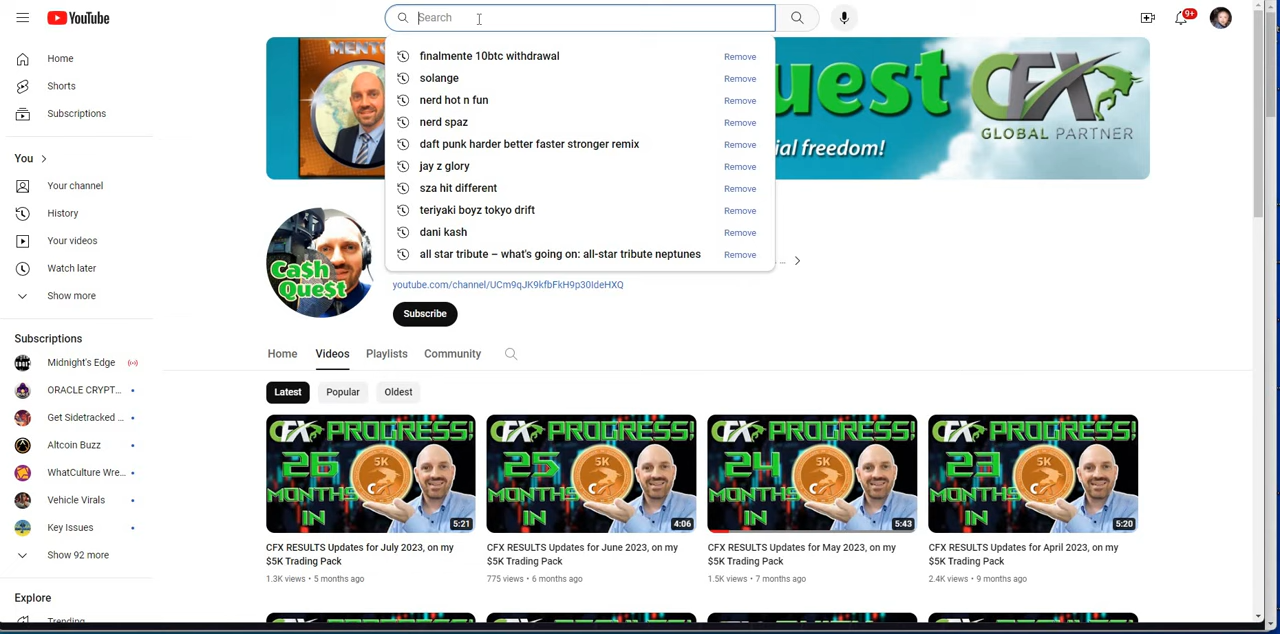 YouTube
Search
9+
Home
Shorts
Subscriptions
You
Your channel
History
Your videos
Watch later
Show more
Subscriptions
Midnight's Edge
ORACLE CRYPT...
Get Sidetracked ...
Altcoin Buzz
WhatCulture Wre...
Vehicle Virals
Key Issues
Show 92 more
Explore
finalmente 10btc withdrawal Remove
solange Remove
nerd hot n fun Remove
nerd spaz Remove
daft punk harder better faster stronger remix Remove
jay z glory Remove
sza hit different Remove
teriyaki boyz tokyo drift Remove
dani kash Remove
all star tribute – what's going on: all-star tribute neptunes Remove
CFX
GLOBAL PARTNER
ial freedom!
Ca$h
Que$t
youtube.com/channel/UCm9qJK9kfbFkH9p30IdeHXQ
Subscribe
Home Videos Playlists Community
Latest Popular Oldest
CFX PROGRESS!
26
MONTHS
IN
5K
5:21
CFX RESULTS Updates for July 2023, on my
$5K Trading Pack
1.3K views • 5 months ago
CFX PROGRESS!
25
MONTHS
IN
5K
4:06
CFX RESULTS Updates for June 2023, on my
$5K Trading Pack
775 views • 6 months ago
CFX PROGRESS!
24
MONTHS
IN
5K
5:43
CFX RESULTS Updates for May 2023, on my
$5K Trading Pack
1.5K views • 7 months ago
CFX PROGRESS!
23
MONTHS
IN
5K
5:20
CFX RESULTS Updates for April 2023, on my
$5K Trading Pack
2.4K views • 9 months ago